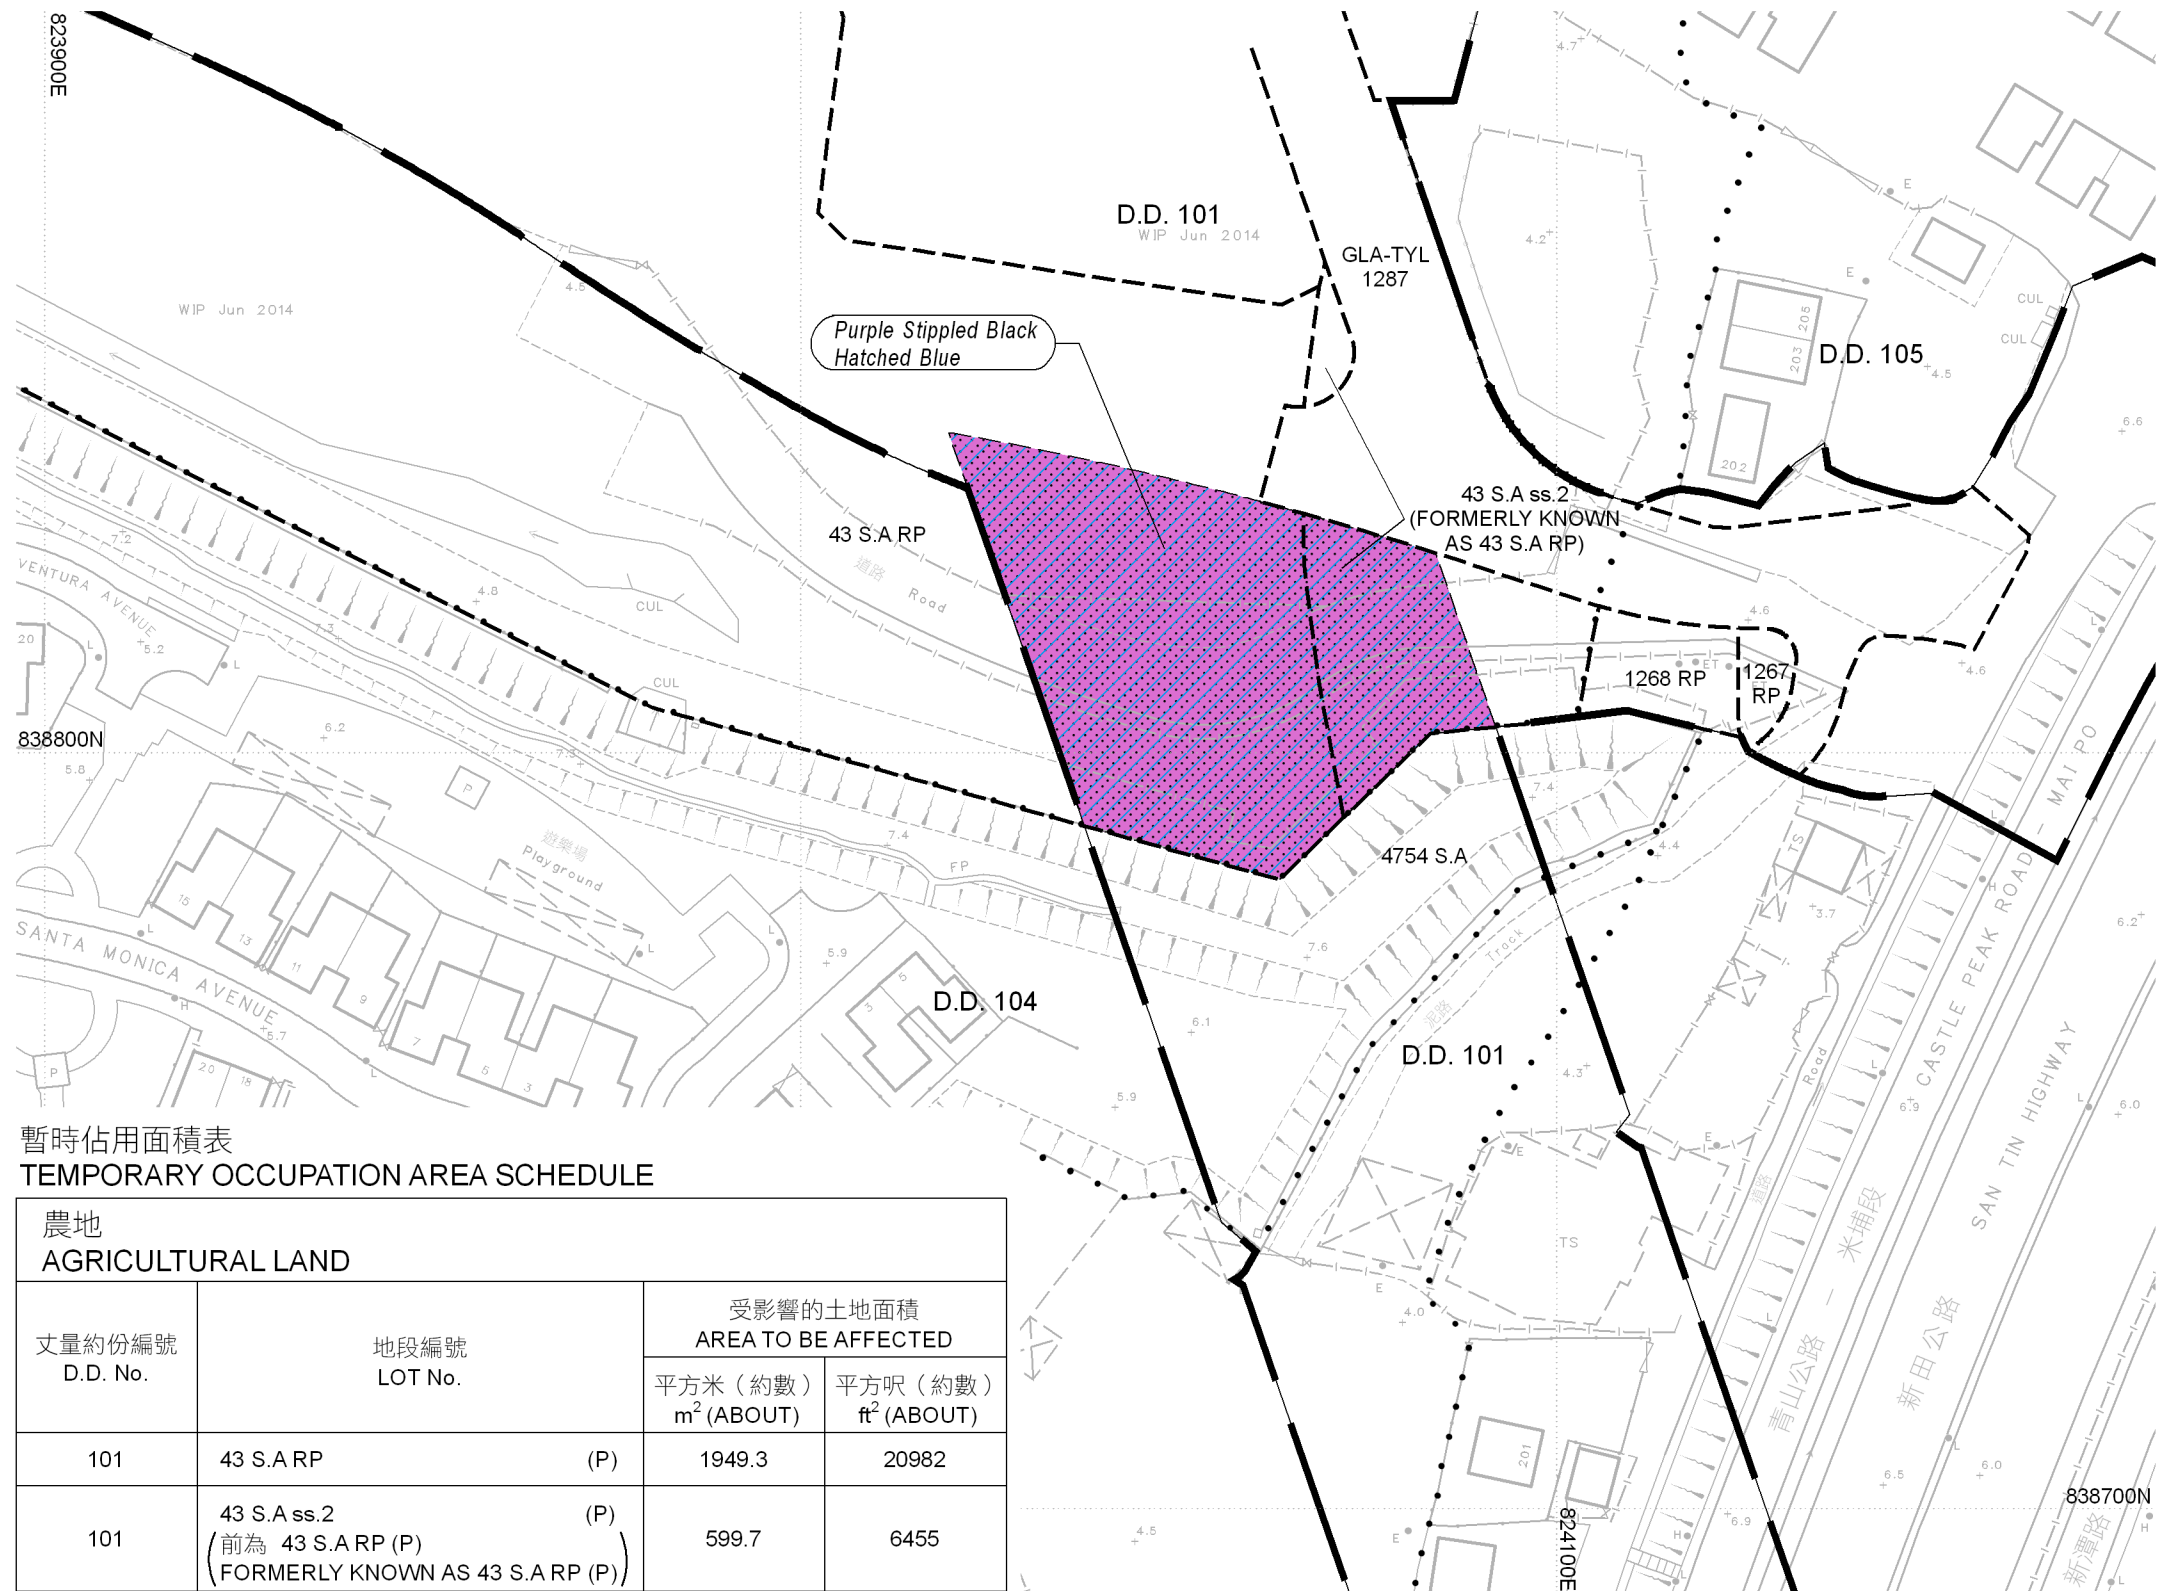 823900E
4.7
E
D.D. 101
WIP Jun 2014
4.2
GLA-TYL
1287
E
CUL
CUL
4.5
WIP Jun 2014
205
203
D.D. 105
4.5
Purple Stippled Black
Hatched Blue
6.6
202
43 S.A ss.2
(FORMERLY KNOWN
AS 43 S.A RP)
43 S.A RP
道路
Road
7.2
VENTURA AVENUE
4.8
CUL
4.6
7.3
20
5.2
L
L
L
4.6
CUL
1268 RP
ET
1267
RP
838800N
6.2
7.3
5.8
P
7.4
7.4
遊樂場
Playground
FP
4754 S.A
4.4
TS
H
15
13
11
9
7
5
3
L
L
L
SANTA MONICA AVENUE
H
5.7
L
5.9
3
5
7.6
Track
泥路
3.7
6.2
CASTLE PEAK ROAD - MAI PO
D.D. 104
6.1
D.D. 101
4.3
Road
L
6.9
SAN TIN HIGHWAY
L
6.0
P
20
18
5.9
E
E
道路
TS
E
4.0
L
青山公路 - 米埔段
新田公路
201
L
6.0
6.5
838700N
4.5
E
824100E
H
6.9
H
L
L
新潭路
暫時佔用面積表
TEMPORARY OCCUPATION AREA SCHEDULE
農地
AGRICULTURAL LAND
丈量約份編號
D.D. No.
地段編號
LOT No.
受影響的土地面積
AREA TO BE AFFECTED
平方米（約數）
m² (ABOUT)
平方呎（約數）
ft² (ABOUT)
101 43 S.A RP (P) 1949.3 20982
43 S.A ss.2 (P)
101 前為 43 S.A RP (P) 599.7 6455
(FORMERLY KNOWN AS 43 S.A RP (P))